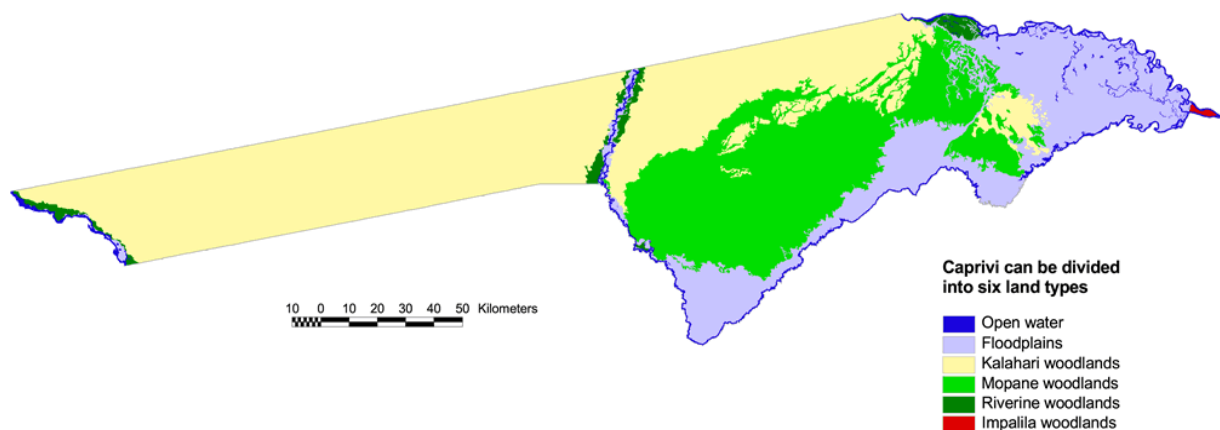 Caprivi can be divided
into six land types
10 0 10 20 30 40 50 Kilometers
Open water
Floodplains
Kalahari woodlands
Mopane woodlands
Riverine woodlands
Impalila woodlands